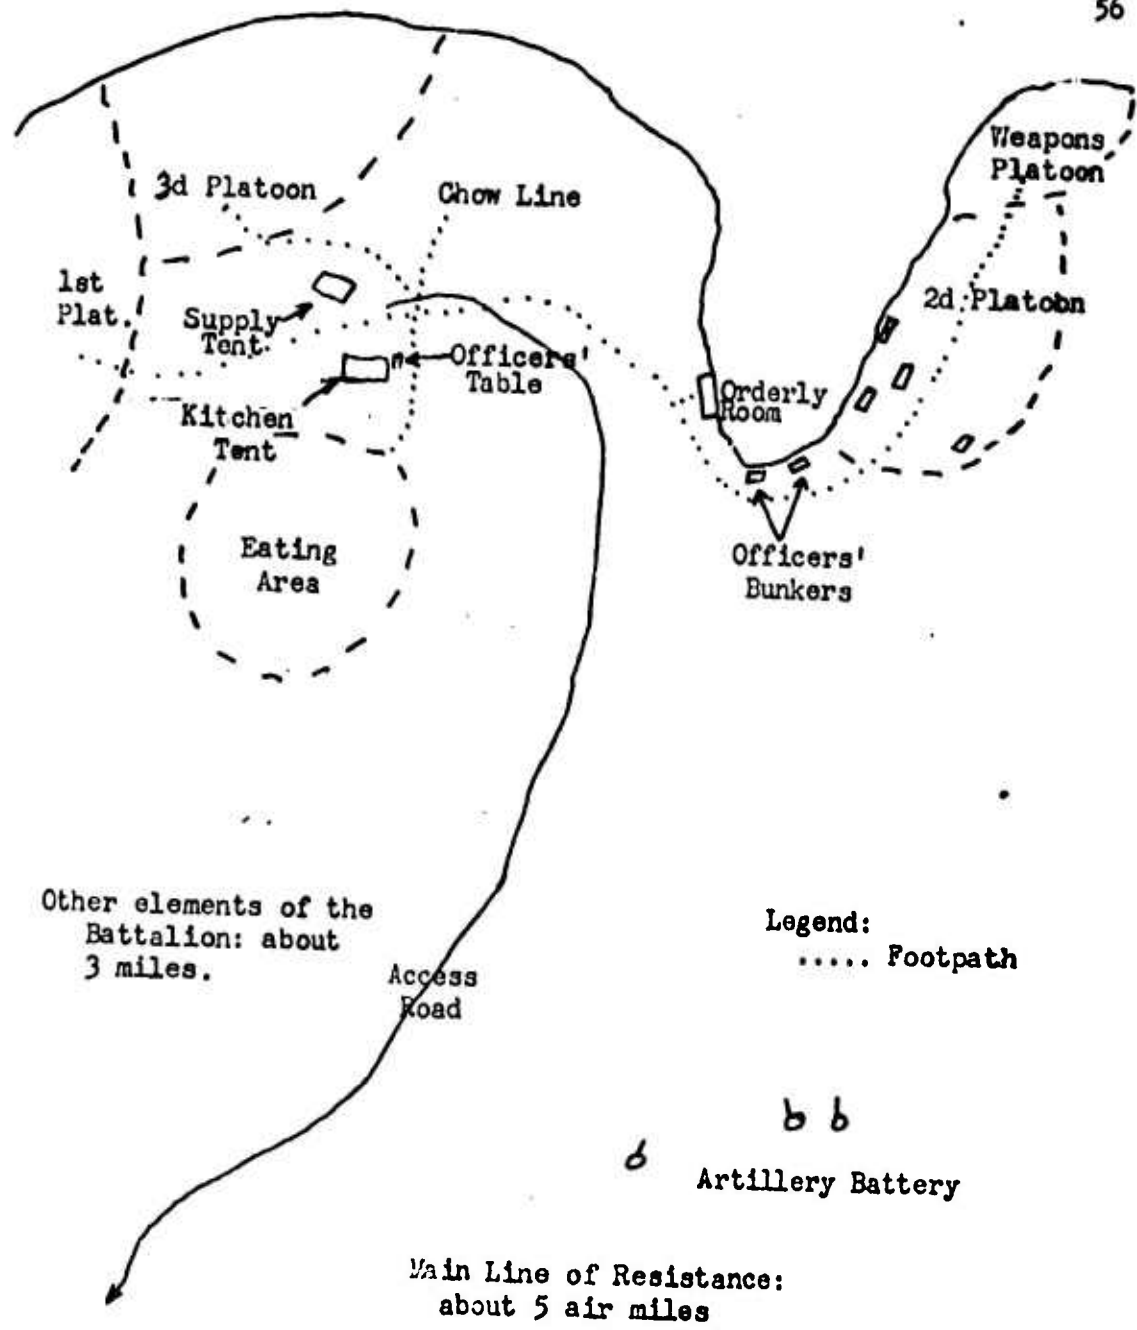 56
Weapons
Platoon
3d Platoon
Chow Line
1st
Plat.
Supply
Tent
2d Platoon
Officers'
Table
Orderly
Room
Kitchen
Tent
Eating
Area
Officers'
Bunkers
Other elements of the
Battalion: about
3 miles.
Legend:
..... Footpath
Access
Road
Artillery Battery
Main Line of Resistance:
about 5 air miles